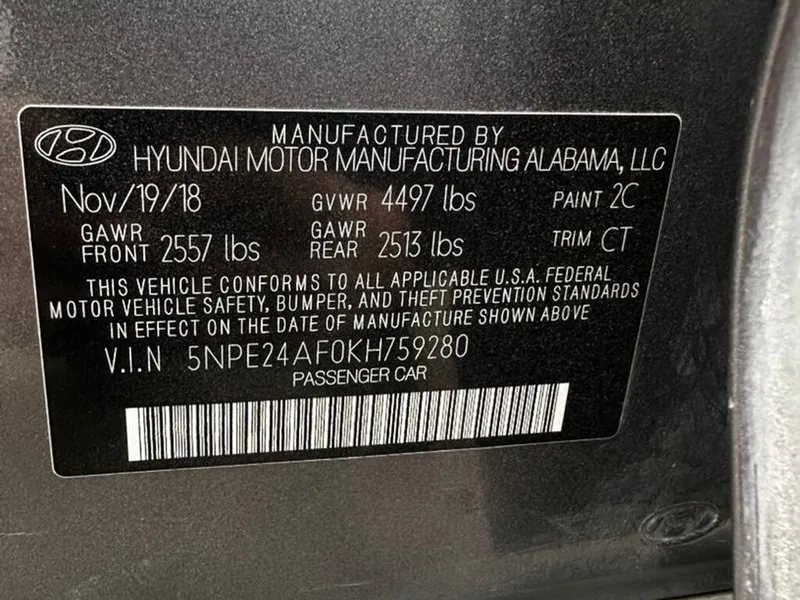 MANUFACTURED BY
HYUNDAI MOTOR MANUFACTURING ALABAMA, LLC
Nov/19/18 GVWR 4497 lbs PAINT 2C
GAWR FRONT 2557 lbs GAWR REAR 2513 lbs TRIM CT
THIS VEHICLE CONFORMS TO ALL APPLICABLE U.S.A. FEDERAL
MOTOR VEHICLE SAFETY, BUMPER, AND THEFT PREVENTION STANDARDS
IN EFFECT ON THE DATE OF MANUFACTURE SHOWN ABOVE
V.I.N 5NPE24AF0KH759280
PASSENGER CAR